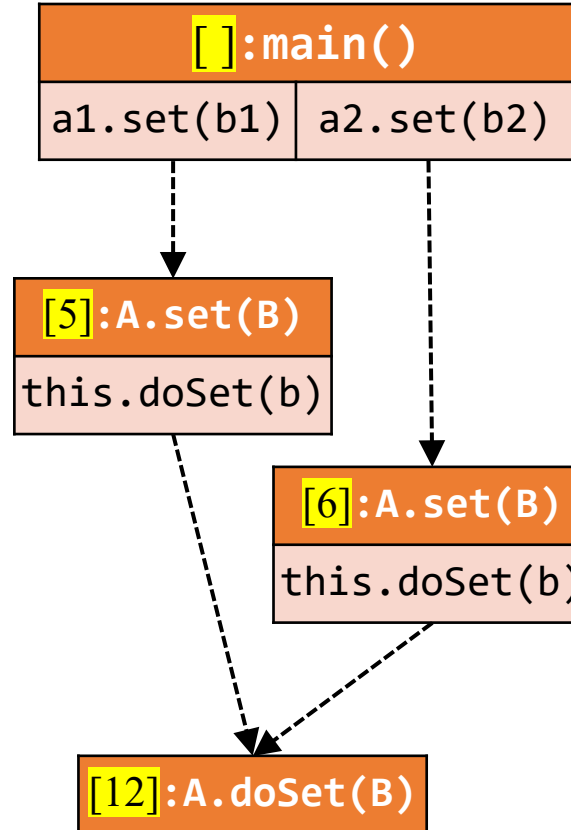 [ ]:main()
a1.set(b1) a2.set(b2)
[5]:A.set(B)
this.doSet(b)
[6]:A.set(B)
this.doSet(b)
[12]:A.doSet(B)